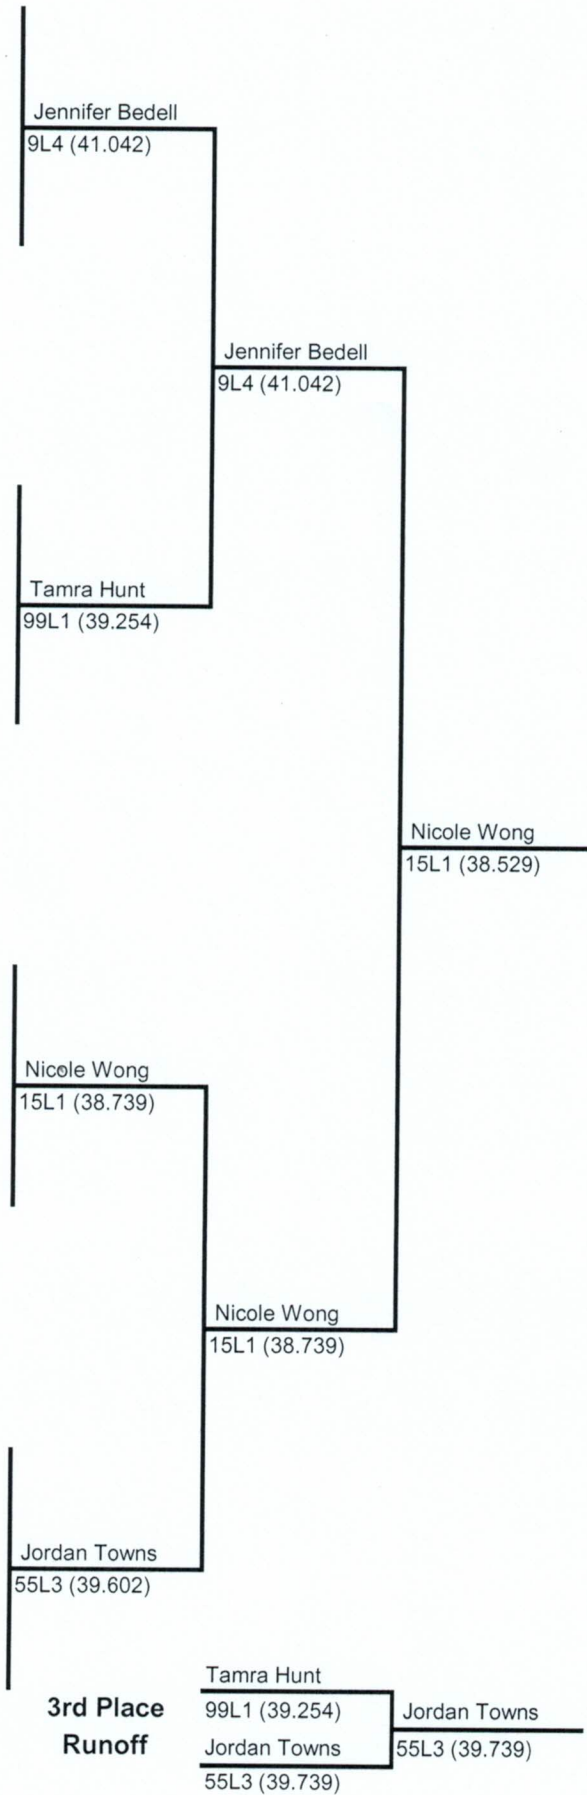 Jennifer Bedell
9L4 (41.042)
Jennifer Bedell
9L4 (41.042)
Tamra Hunt
99L1 (39.254)
Nicole Wong
15L1 (38.529)
Nicole Wong
15L1 (38.739)
Nicole Wong
15L1 (38.739)
Jordan Towns
55L3 (39.602)
3rd Place
Runoff
Tamra Hunt
99L1 (39.254)
Jordan Towns
55L3 (39.739)
Jordan Towns
55L3 (39.739)